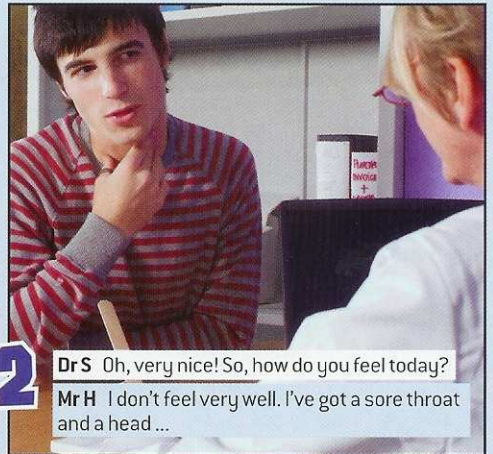 INVOICE
+
2
Dr S Oh, very nice! So, how do you feel today?
Mr H I don't feel very well. I've got a sore throat
and a head ...